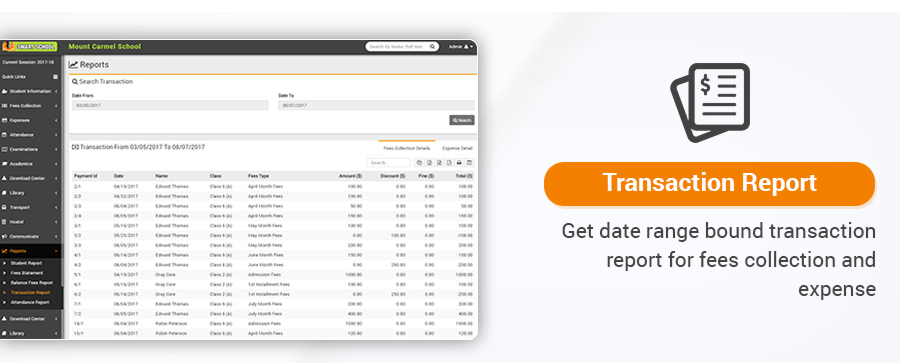 SMART SCHOOL
Mount Carmel School
Search By Name, Roll Num
Admin
Current Session: 2017-18
Quick Links
Student Information
Fees Collection
Expenses
Attendance
Examinations
Academics
Download Center
Library
Transport
Hostel
Communicate
Reports
Student Report
Fees Statement
Balance Fees Report
Transaction Report
Attendance Report
Download Center
Library
Reports
Search Transaction
Date From
Date To
03/05/2017
08/07/2017
Search
Transaction From 03/05/2017 To 08/07/2017
Fees Collection Details
Expense Detail
Search...
Payment Id Date Name Class Fees Type Amount ($) Discount ($) Fine ($) Total ($)
2/1 04/19/2017 Edward Thomas Class 6 (A) April Month Fees 100.00 0.00 0.00 100.00
2/2 04/22/2017 Edward Thomas Class 6 (A) April Month Fees 100.00 0.00 0.00 100.00
2/3 08/04/2017 Edward Thomas Class 6 (A) April Month Fees 50.00 0.00 0.00 50.00
2/4 08/05/2017 Edward Thomas Class 6 (A) April Month Fees 150.00 0.00 0.00 150.00
3/1 05/19/2017 Edward Thomas Class 6 (A) May Month Fees 100.00 0.00 0.00 100.00
3/2 05/25/2017 Edward Thomas Class 6 (A) May Month Fees 0.00 100.00 0.00 -100.00
3/3 08/05/2017 Edward Thomas Class 6 (A) May Month Fees 200.00 0.00 0.00 200.00
4/1 06/14/2017 Edward Thomas Class 6 (A) June Month Fees 150.00 0.00 0.00 150.00
4/2 08/04/2017 Edward Thomas Class 6 (A) June Month Fees 0.00 250.00 0.00 -250.00
5/1 04/19/2017 Gray Core Class 2 (A) Admission Fees 1000.00 0.00 0.00 1000.00
6/1 06/14/2017 Gray Core Class 2 (A) 1st Installment Fees 100.00 0.00 0.00 100.00
6/2 06/14/2017 Gray Core Class 2 (A) 1st Installment Fees 0.00 250.00 0.00 -250.00
7/1 08/04/2017 Edward Thomas Class 6 (A) July Month Fees 200.00 0.00 0.00 200.00
7/2 08/05/2017 Edward Thomas Class 6 (A) July Month Fees 400.00 0.00 0.00 400.00
14/1 08/04/2017 Robin Peterson Class 6 (A) Admission Fees 1000.00 0.00 0.00 1000.00
15/1 08/04/2017 Robin Peterson Class 6 (A) April Month Fees 120.00 0.00 0.00 120.00
$
Transaction Report
Get date range bound transaction
report for fees collection and
expense